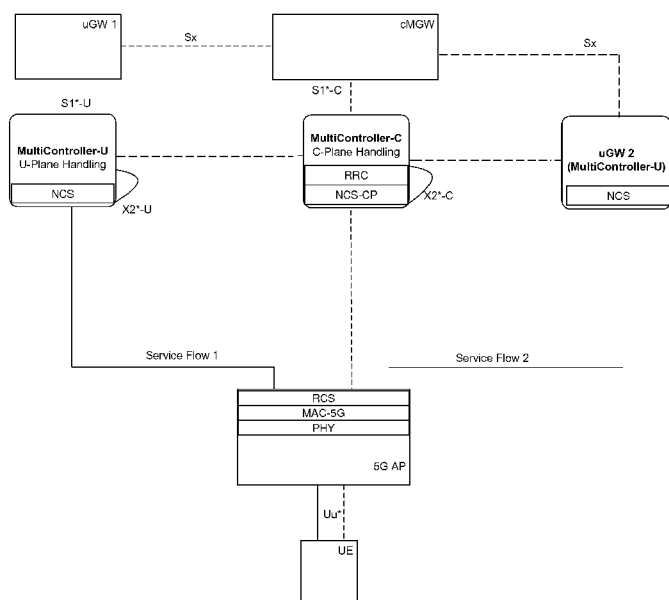 uGW 1
Sx
cMGW
Sx
S1*-U
S1*-C
MultiController-U
U-Plane Handling
NCS
X2*-U
MultiController-C
C-Plane Handling
RRC
NCS-CP
X2*-C
uGW 2
(MultiController-U)
NCS
Service Flow 1
Service Flow 2
RCS
MAC-5G
PHY
5G AP
Uu*
UE